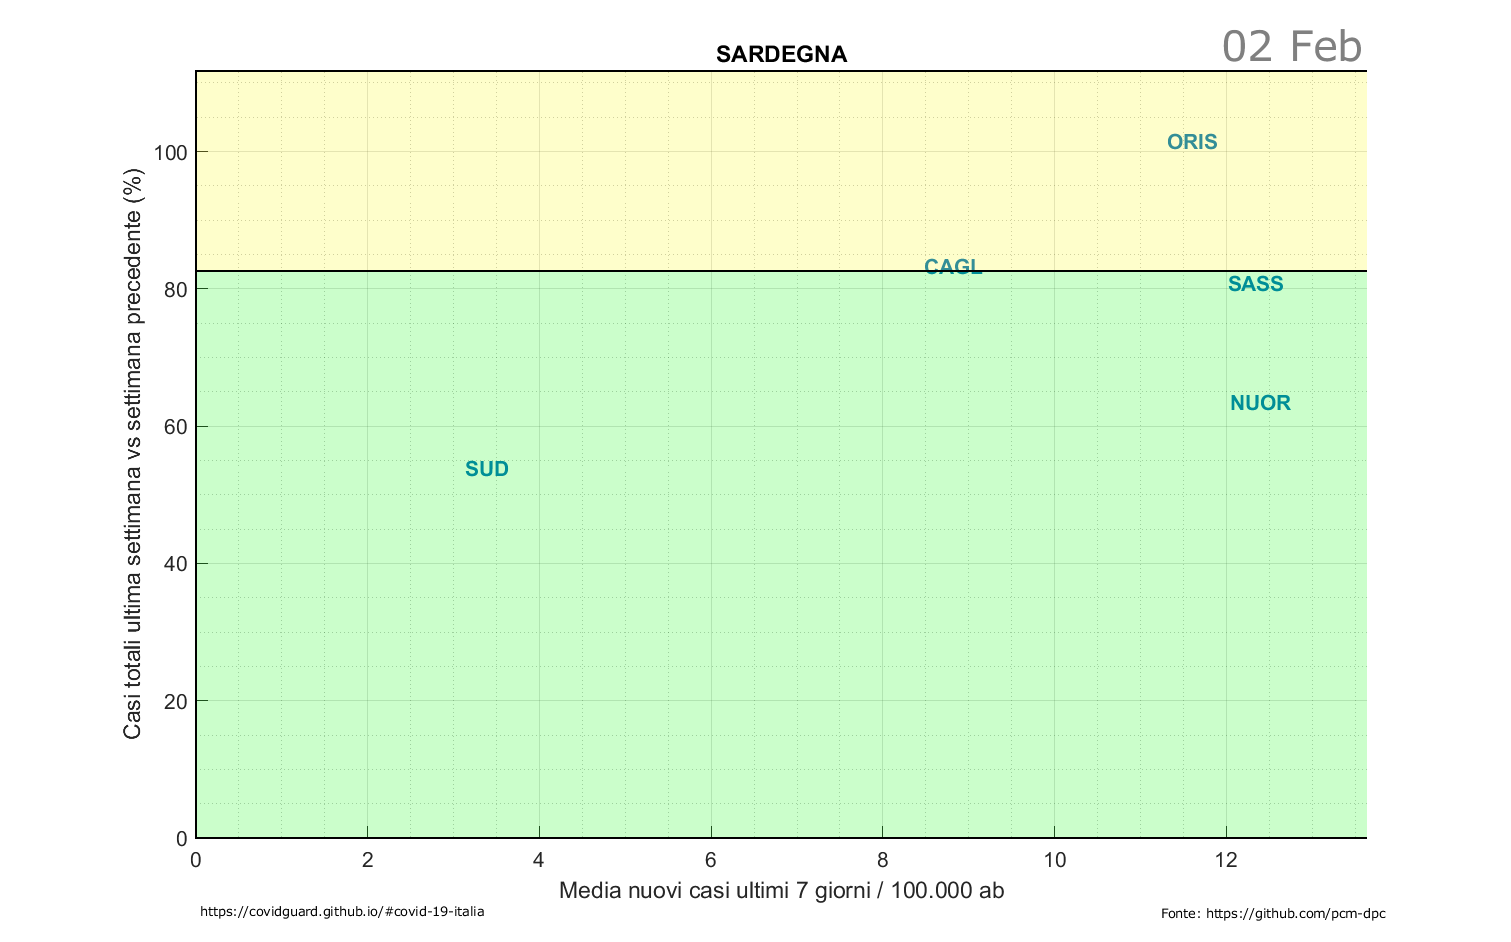 02 Feb
SARDEGNA
Casi totali ultima settimana vs settimana precedente (%)
100
80
60
40
20
0
ORIS
CAGL
SASS
NUOR
SUD
0 2 4 6 8 10 12
Media nuovi casi ultimi 7 giorni / 100.000 ab
https://covidguard.github.io/#covid-19-italia
Fonte: https://github.com/pcm-dpc